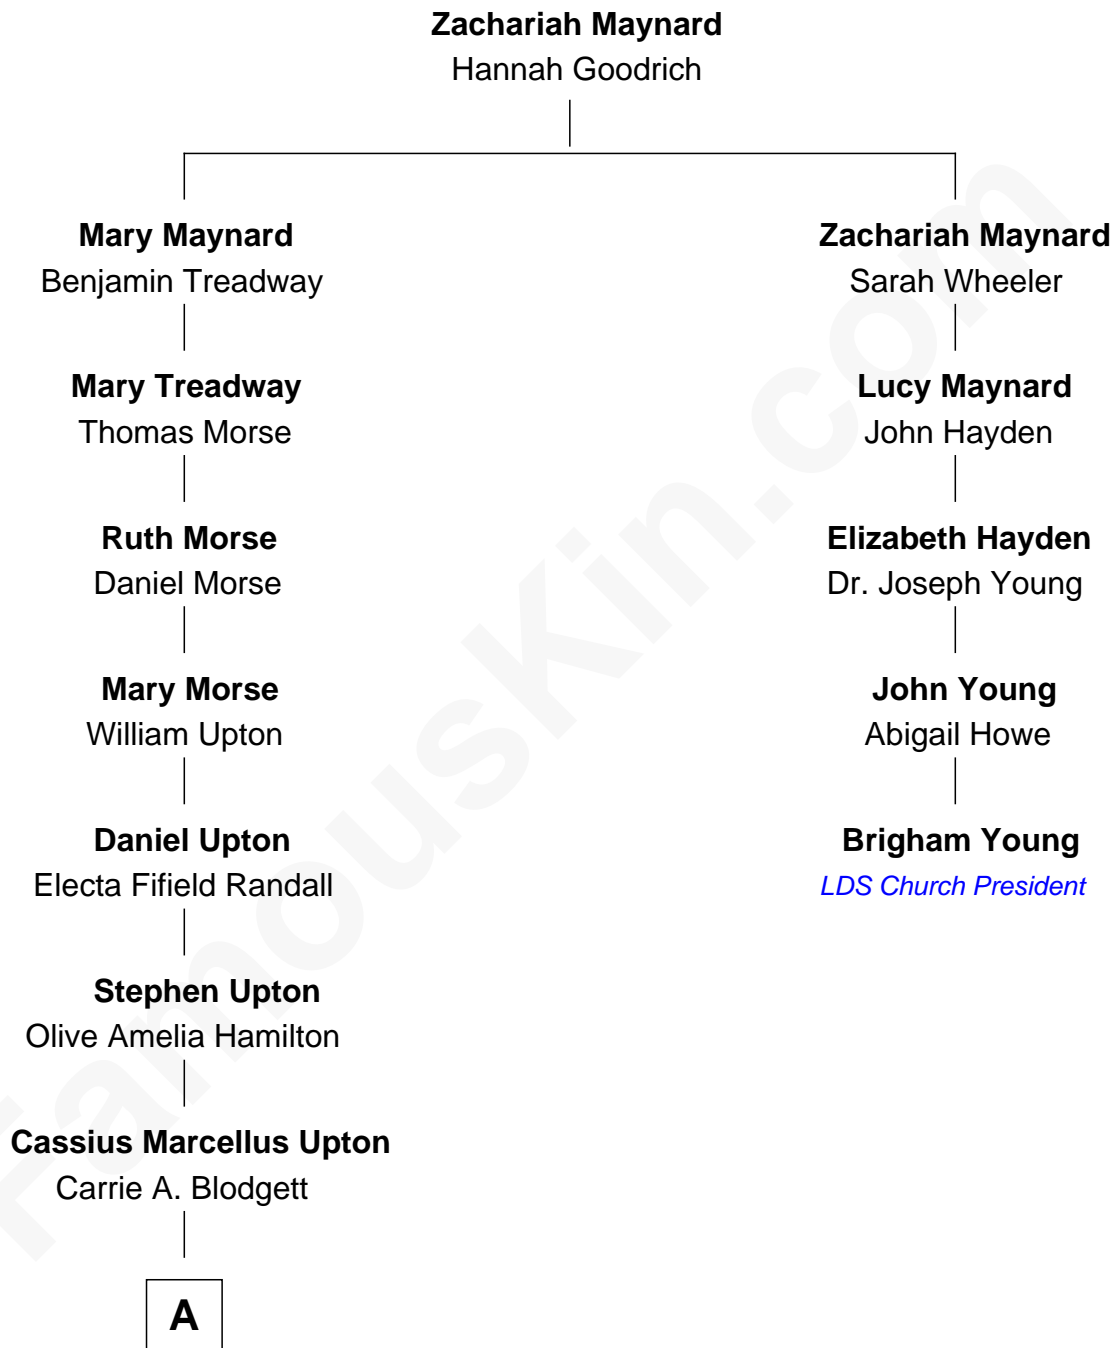 Zachariah Maynard
Hannah Goodrich
Mary Maynard
Benjamin Treadway
Zachariah Maynard
Sarah Wheeler
Mary Treadway
Thomas Morse
Lucy Maynard
John Hayden
Ruth Morse
Daniel Morse
Elizabeth Hayden
Dr. Joseph Young
Mary Morse
William Upton
John Young
Abigail Howe
Daniel Upton
Electa Fifield Randall
Brigham Young
LDS Church President
Stephen Upton
Olive Amelia Hamilton
Cassius Marcellus Upton
Carrie A. Blodgett
A
FamousKin.com